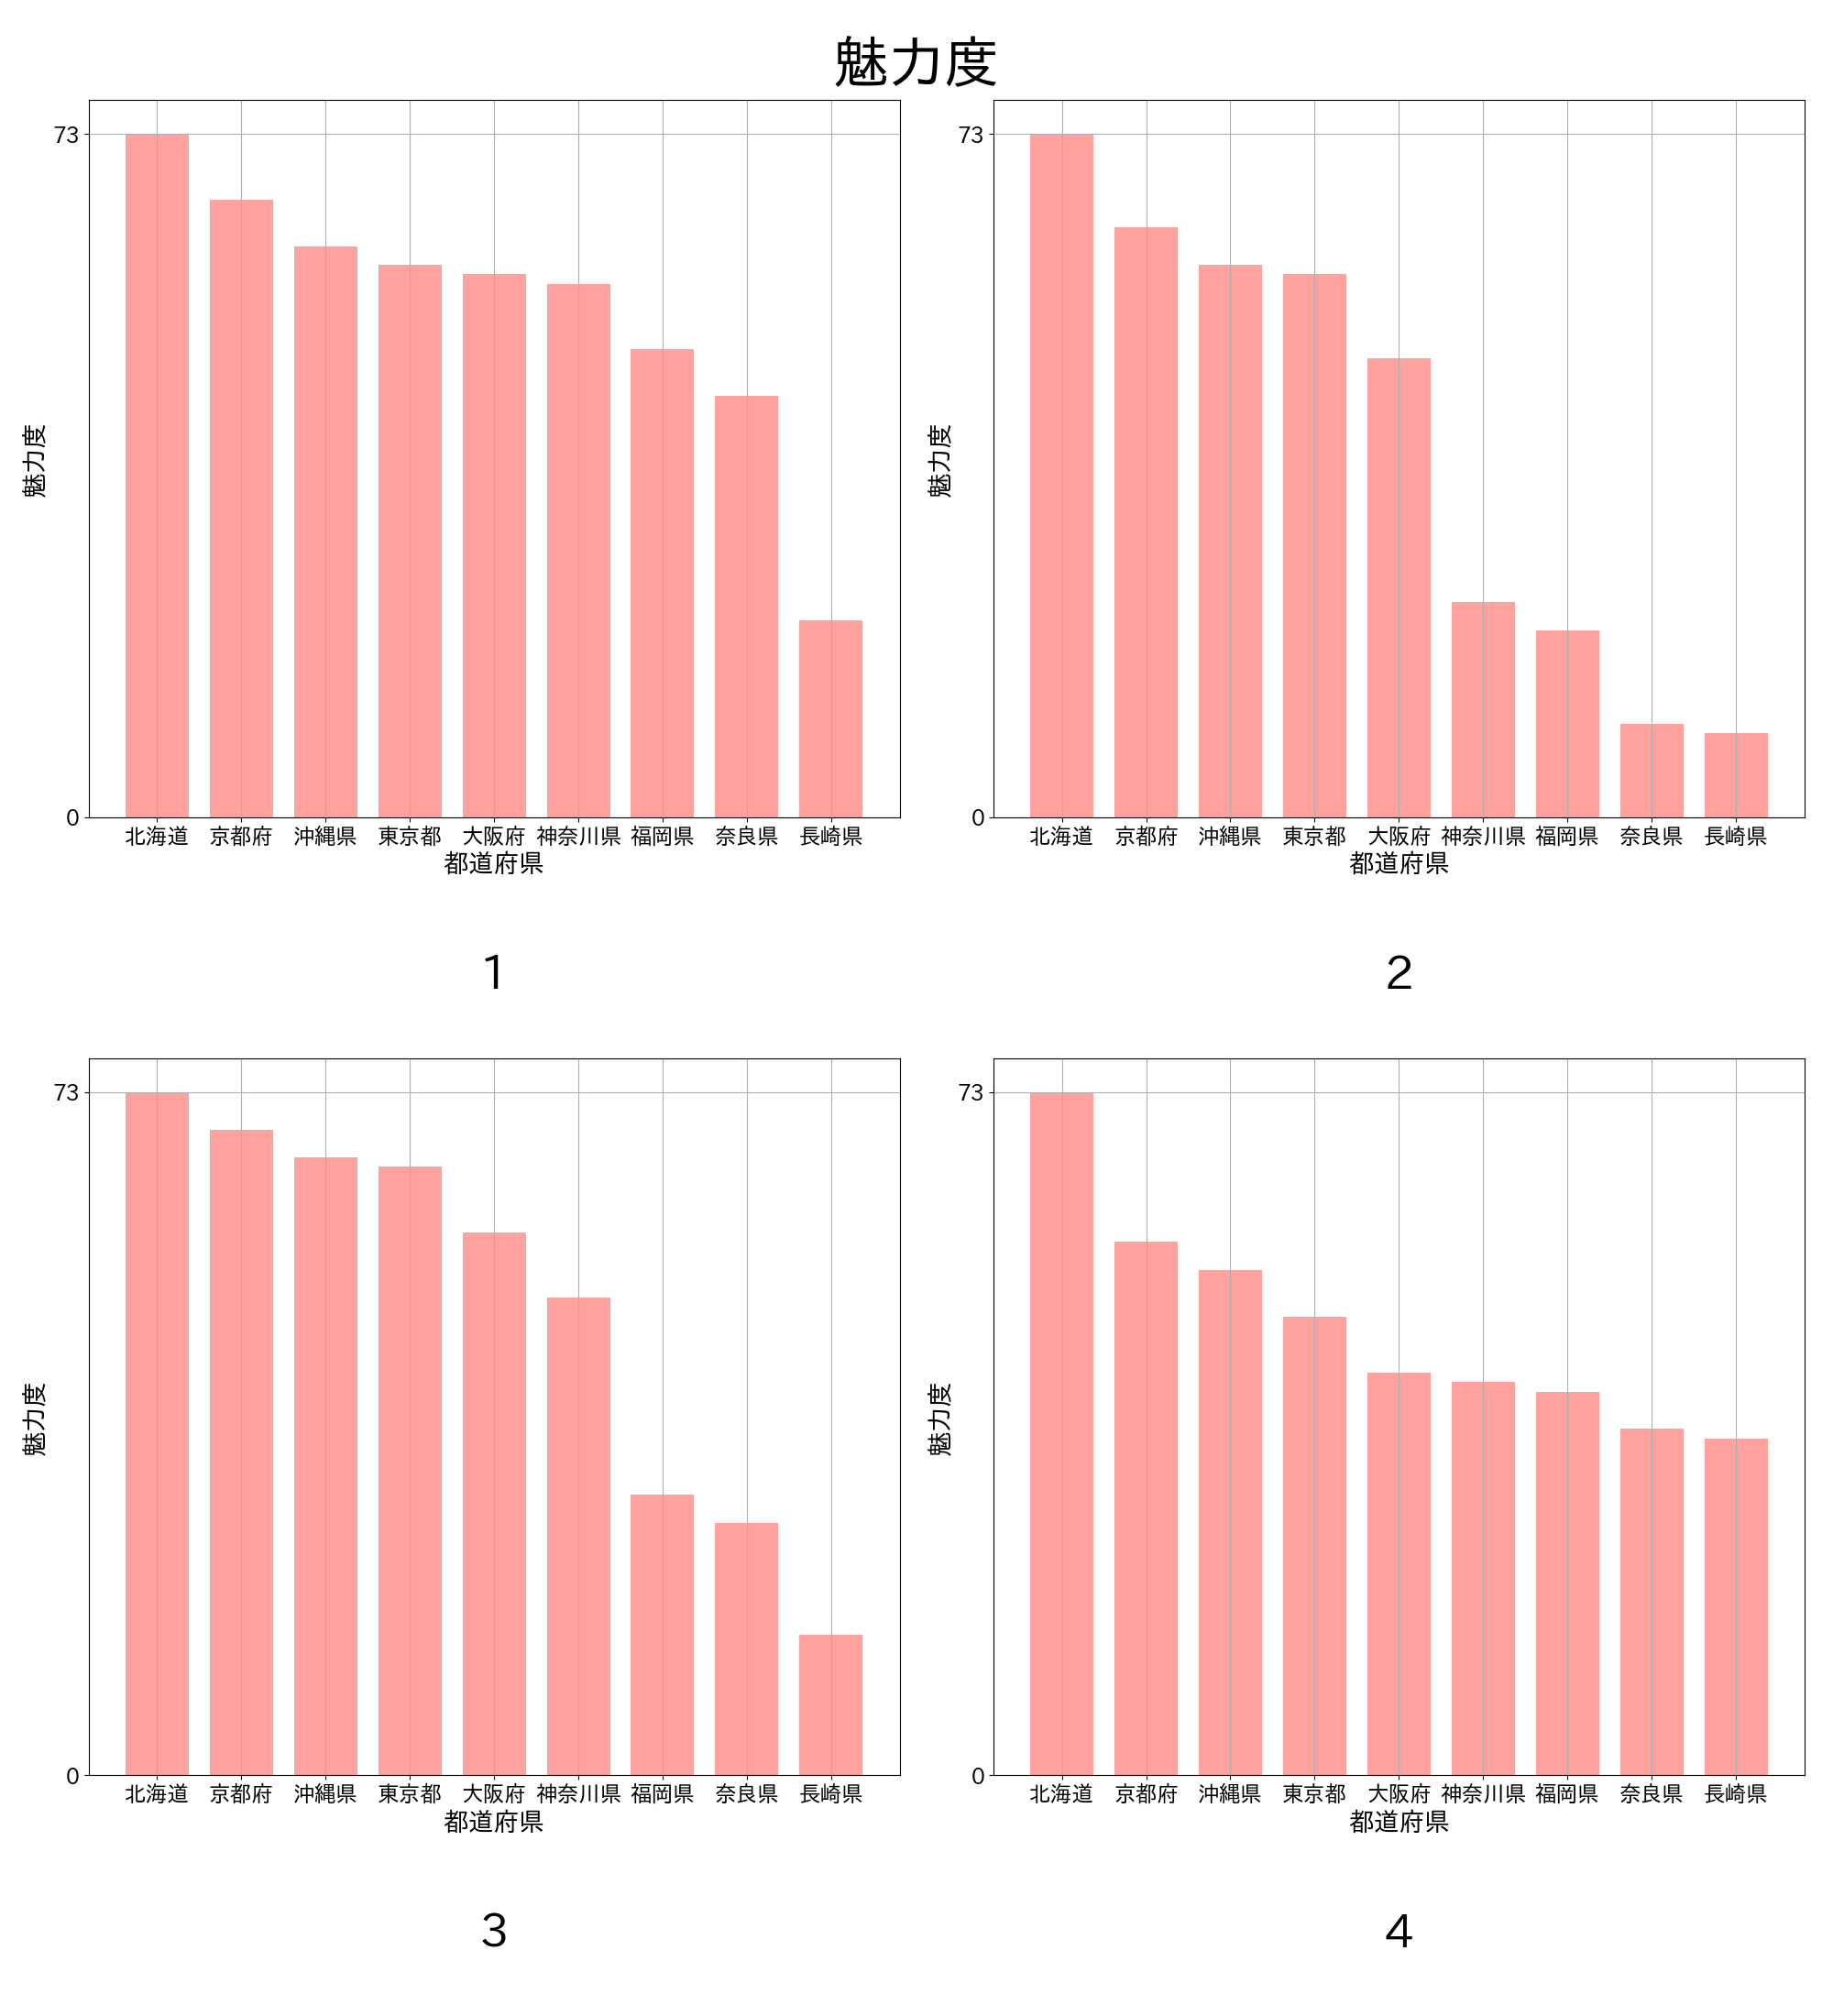 魅力度
73
0
魅力度
北海道 京都府 沖縄県 東京都 大阪府 神奈川県 福岡県 奈良県 長崎県
都道府県
1
73
0
魅力度
北海道 京都府 沖縄県 東京都 大阪府 神奈川県 福岡県 奈良県 長崎県
都道府県
2
73
0
魅力度
北海道 京都府 沖縄県 東京都 大阪府 神奈川県 福岡県 奈良県 長崎県
都道府県
3
73
0
魅力度
北海道 京都府 沖縄県 東京都 大阪府 神奈川県 福岡県 奈良県 長崎県
都道府県
4